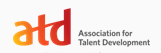 atd Association for
Talent Development